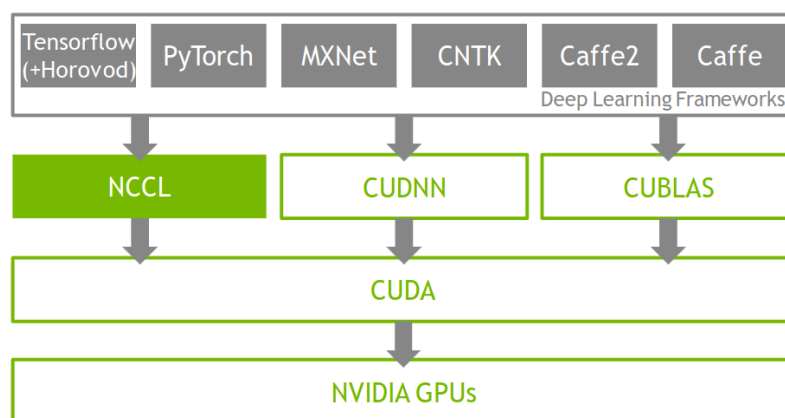 Tensorflow
(+Horovod)
PyTorch
MXNet
CNTK
Caffe2
Caffe
Deep Learning Frameworks
NCCL
CUDNN
CUBLAS
CUDA
NVIDIA GPUs